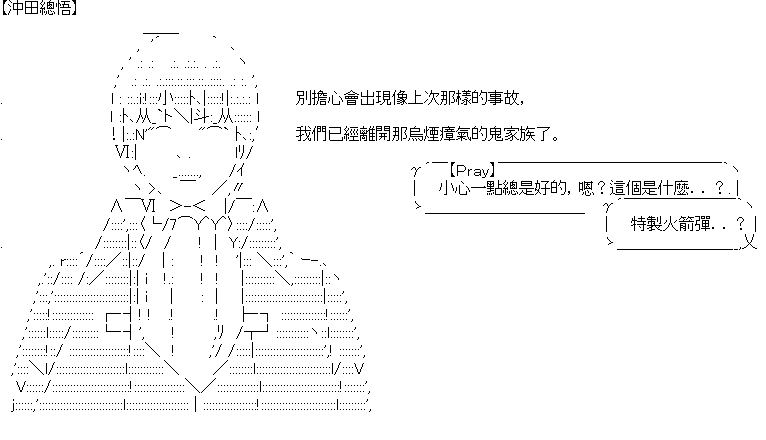 【沖田總悟】
別擔心會出現像上次那樣的事故，
我們已經離開那烏煙瘴氣的鬼家族了。
【Pray】
小心一點總是好的，嗯？這個是什麼．．？．
特製火箭彈．．？